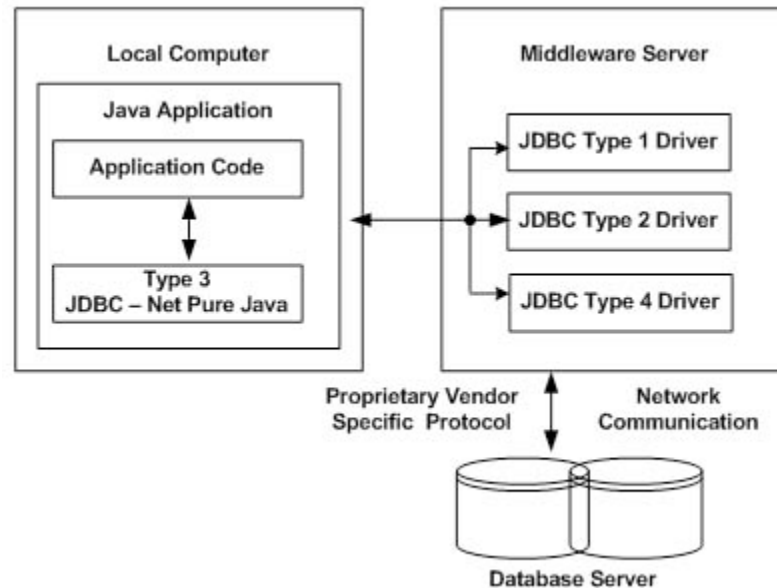 Local Computer
Java Application
Application Code
Type 3
JDBC – Net Pure Java
Middleware Server
JDBC Type 1 Driver
JDBC Type 2 Driver
JDBC Type 4 Driver
Proprietary Vendor
Specific Protocol
Network
Communication
Database Server